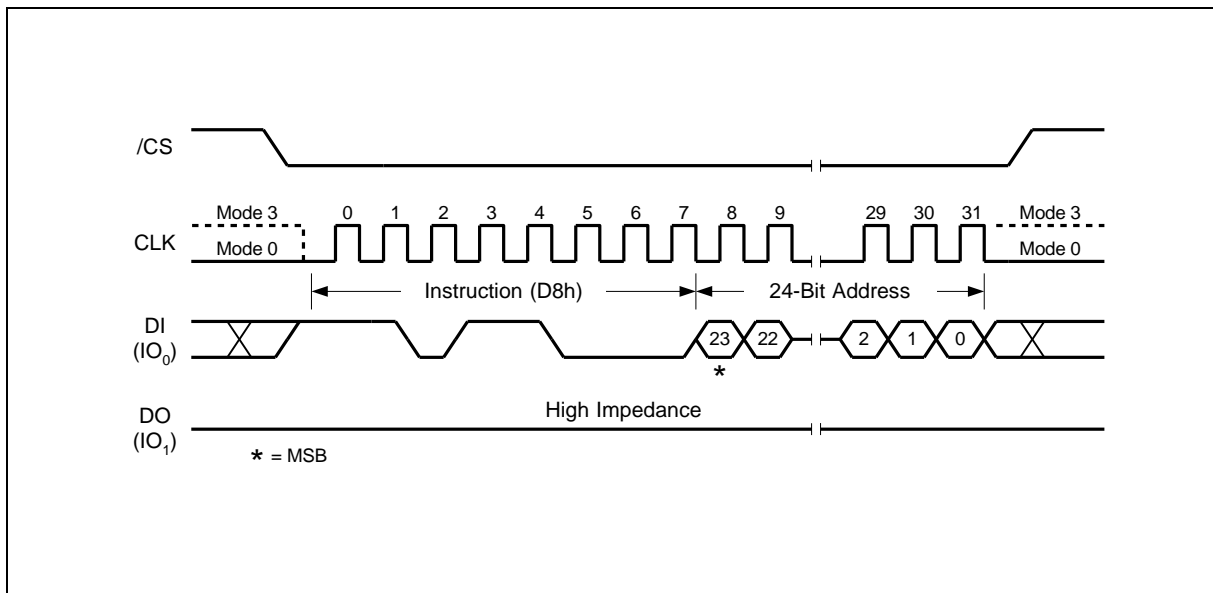 /CS
Mode 3 0 1 2 3 4 5 6 7 8 9 29 30 31 Mode 3
CLK Mode 0 Mode 0
Instruction (D8h) 24-Bit Address
DI
(IO₀) 23 22 2 1 0
*
DO High Impedance
(IO₁)
* = MSB